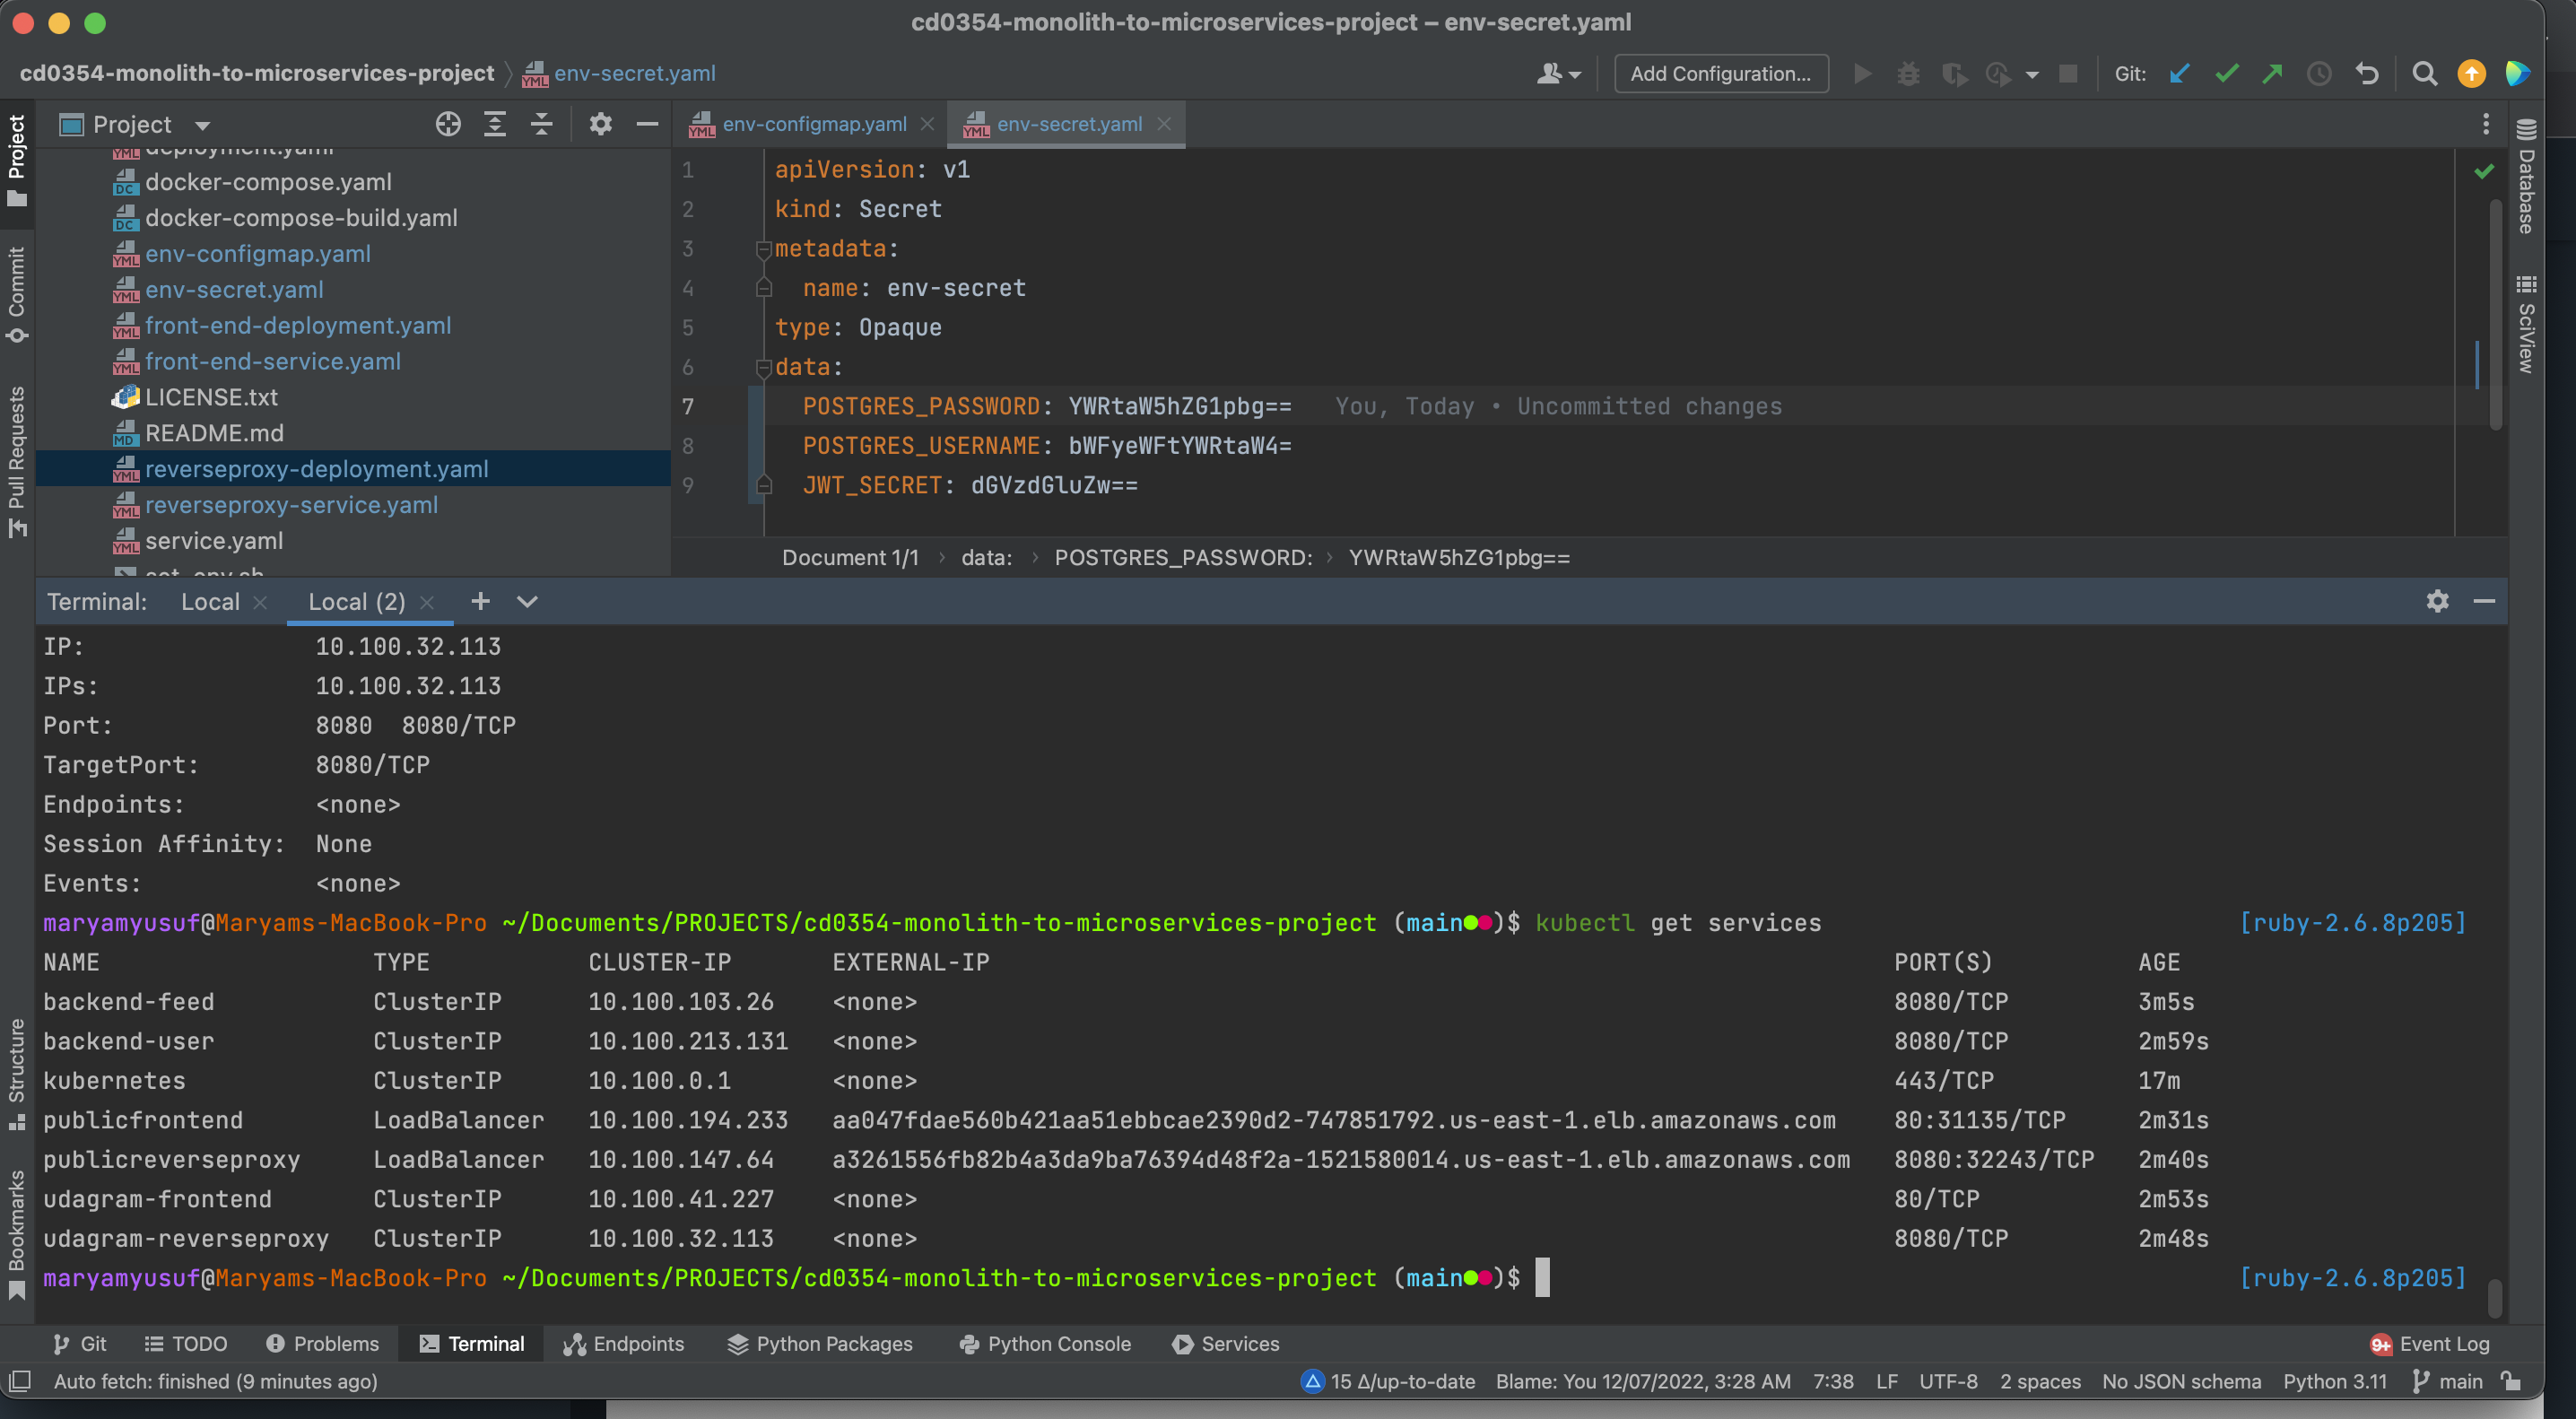 cd0354-monolith-to-microservices-project – env-secret.yaml
cd0354-monolith-to-microservices-project env-secret.yaml
Add Configuration...
Git:
Project
env-configmap.yaml
env-secret.yaml
deployment.yaml
docker-compose.yaml
docker-compose-build.yaml
env-configmap.yaml
env-secret.yaml
front-end-deployment.yaml
front-end-service.yaml
LICENSE.txt
README.md
reverseproxy-deployment.yaml
reverseproxy-service.yaml
service.yaml
set_env.sh
1 apiVersion: v1
2 kind: Secret
3 metadata:
4 name: env-secret
5 type: Opaque
6 data:
7 POSTGRES_PASSWORD: YWRtaW5hZG1pbg== You, Today • Uncommitted changes
8 POSTGRES_USERNAME: bWFyeWFtYWRtaW4=
9 JWT_SECRET: dGVzdGluZw==
Document 1/1 › data: › POSTGRES_PASSWORD: › YWRtaW5hZG1pbg==
Project
Commit
Pull Requests
Structure
Bookmarks
Database
SciView
Terminal: Local Local (2)
IP: 10.100.32.113
IPs: 10.100.32.113
Port: 8080 8080/TCP
TargetPort: 8080/TCP
Endpoints: <none>
Session Affinity: None
Events: <none>
maryamyusuf@Maryams-MacBook-Pro ~/Documents/PROJECTS/cd0354-monolith-to-microservices-project (main●●)$ kubectl get services [ruby-2.6.8p205]
NAME TYPE CLUSTER-IP EXTERNAL-IP PORT(S) AGE
backend-feed ClusterIP 10.100.103.26 <none> 8080/TCP 3m5s
backend-user ClusterIP 10.100.213.131 <none> 8080/TCP 2m59s
kubernetes ClusterIP 10.100.0.1 <none> 443/TCP 17m
publicfrontend LoadBalancer 10.100.194.233 aa047fdae560b421aa51ebbcae2390d2-747851792.us-east-1.elb.amazonaws.com 80:31135/TCP 2m31s
publicreverseproxy LoadBalancer 10.100.147.64 a3261556fb82b4a3da9ba76394d48f2a-1521580014.us-east-1.elb.amazonaws.com 8080:32243/TCP 2m40s
udagram-frontend ClusterIP 10.100.41.227 <none> 80/TCP 2m53s
udagram-reverseproxy ClusterIP 10.100.32.113 <none> 8080/TCP 2m48s
maryamyusuf@Maryams-MacBook-Pro ~/Documents/PROJECTS/cd0354-monolith-to-microservices-project (main●●)$ [ruby-2.6.8p205]
Git TODO Problems Terminal Endpoints Python Packages Python Console Services 9+ Event Log
Auto fetch: finished (9 minutes ago) 15 Δ/up-to-date Blame: You 12/07/2022, 3:28 AM 7:38 LF UTF-8 2 spaces No JSON schema Python 3.11 main